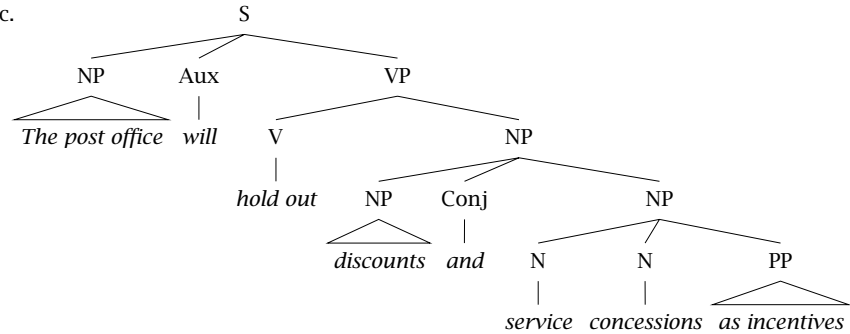 c. S
NP Aux VP
The post office will V NP
hold out NP Conj NP
discounts and N N PP
service concessions as incentives